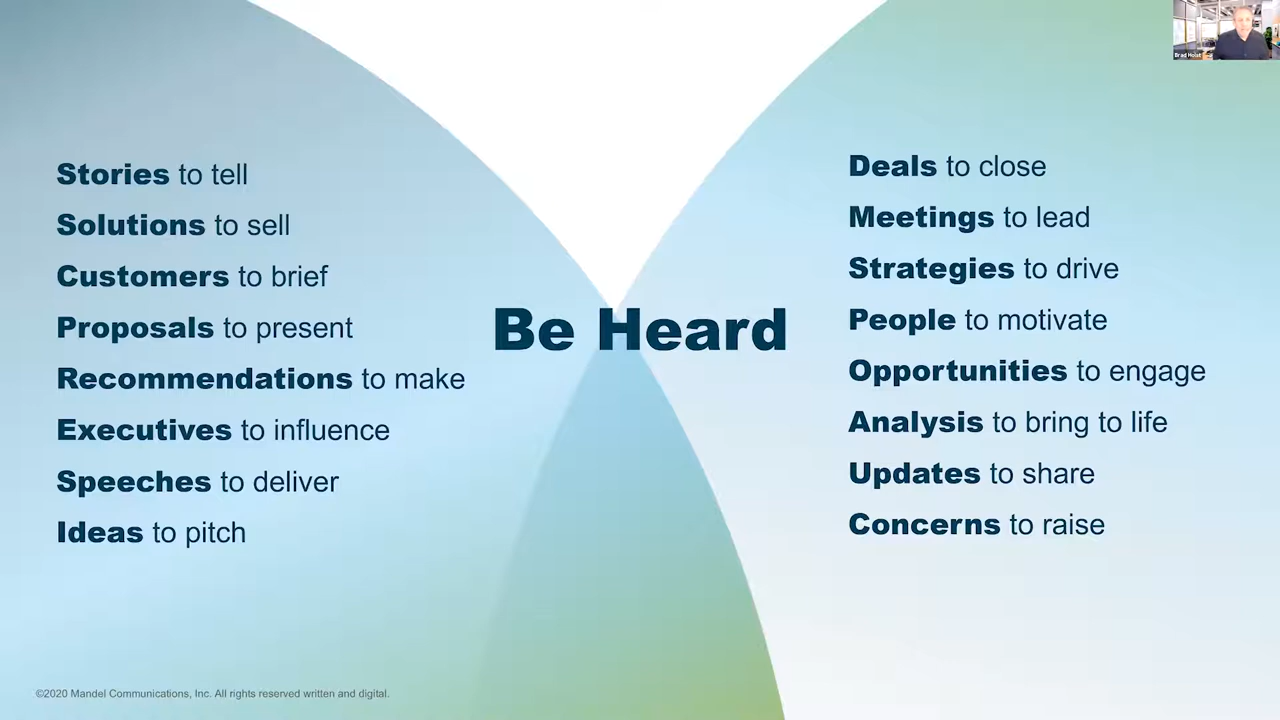 Stories to tell
Solutions to sell
Customers to brief
Proposals to present
Recommendations to make
Executives to influence
Speeches to deliver
Ideas to pitch
Be Heard
Deals to close
Meetings to lead
Strategies to drive
People to motivate
Opportunities to engage
Analysis to bring to life
Updates to share
Concerns to raise
©2020 Mandel Communications, Inc. All rights reserved written and digital.
Brad Holst